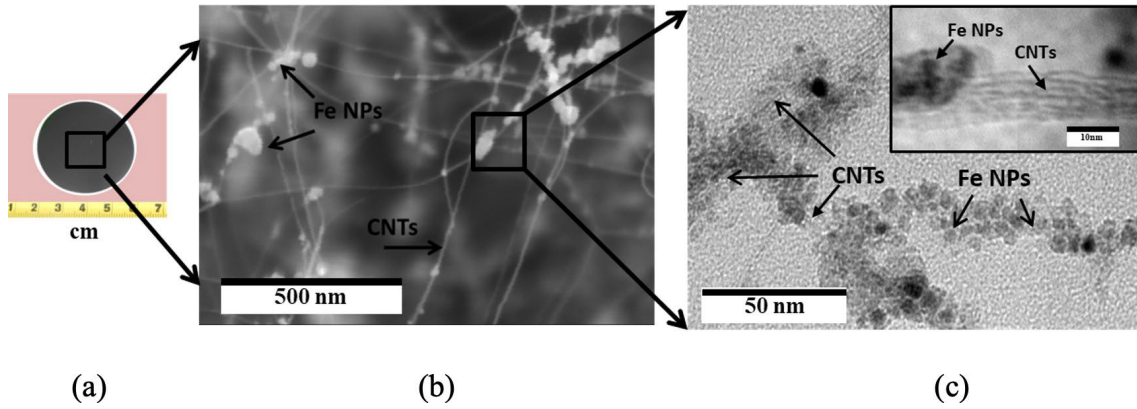 1 2 3 4 5 6 7
cm
(a)
Fe NPs
CNTs
500 nm
(b)
Fe NPs
CNTs
10nm
CNTs
Fe NPs
50 nm
(c)